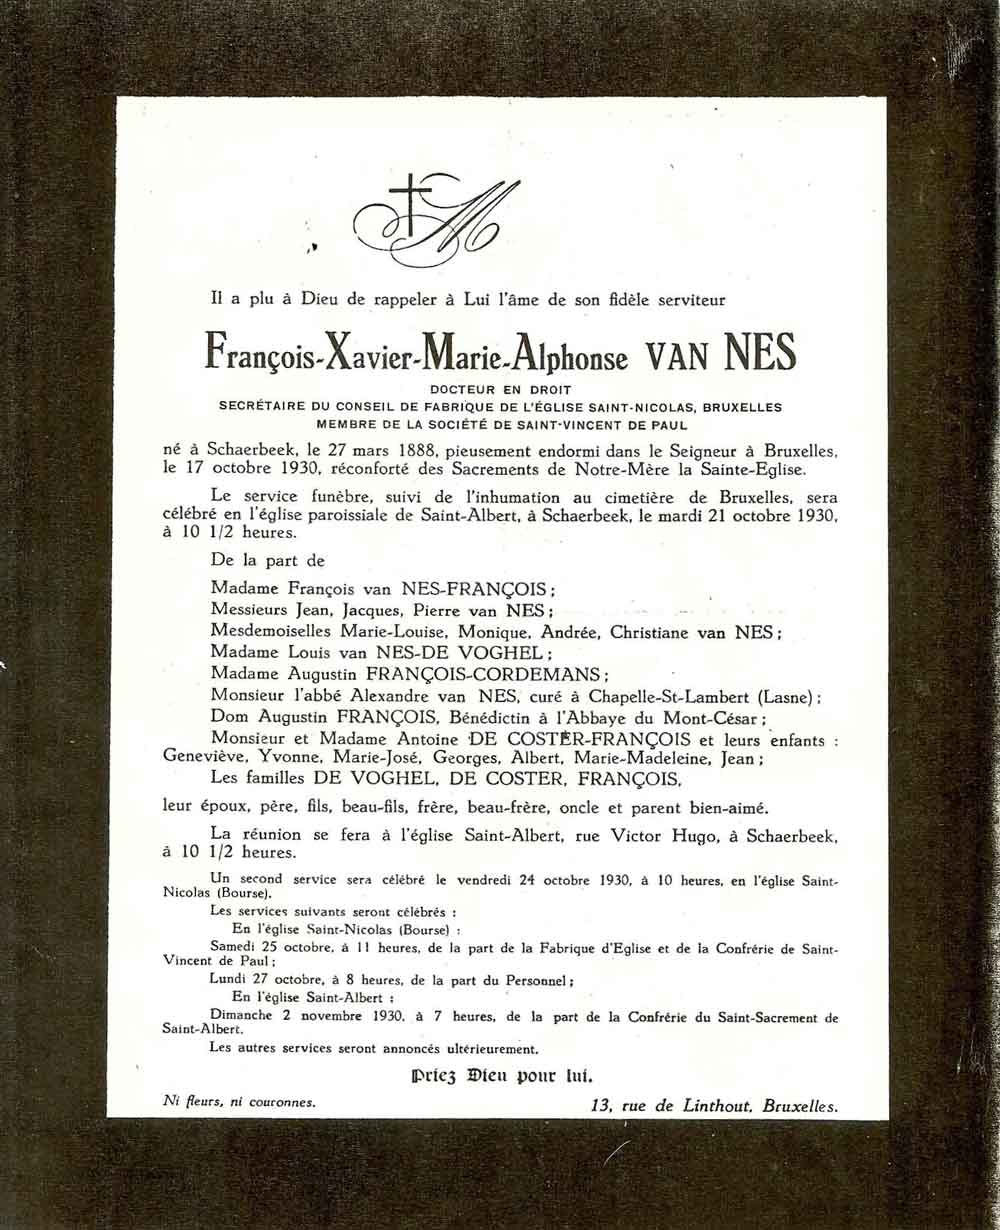 M
Il a plu à Dieu de rappeler à Lui l'âme de son fidèle serviteur
François-Xavier-Marie-Alphonse VAN NES
DOCTEUR EN DROIT
SECRÉTAIRE DU CONSEIL DE FABRIQUE DE L'ÉGLISE SAINT-NICOLAS, BRUXELLES
MEMBRE DE LA SOCIÉTÉ DE SAINT-VINCENT DE PAUL
né à Schaerbeek, le 27 mars 1888, pieusement endormi dans le Seigneur à Bruxelles,
le 17 octobre 1930, réconforté des Sacrements de Notre-Mère la Sainte-Eglise.
Le service funèbre, suivi de l'inhumation au cimetière de Bruxelles, sera
célébré en l'église paroissiale de Saint-Albert, à Schaerbeek, le mardi 21 octobre 1930,
à 10 1/2 heures.
De la part de
Madame François van NES-FRANÇOIS ;
Messieurs Jean, Jacques, Pierre van NES ;
Mesdemoiselles Marie-Louise, Monique, Andrée, Christiane van NES ;
Madame Louis van NES-DE VOGHEL ;
Madame Augustin FRANÇOIS-CORDEMANS ;
Monsieur l'abbé Alexandre van NES, curé à Chapelle-St-Lambert (Lasne) ;
Dom Augustin FRANÇOIS, Bénédictin à l'Abbaye du Mont-César ;
Monsieur et Madame Antoine DE COSTER-FRANÇOIS et leurs enfants :
Geneviève, Yvonne, Marie-José, Georges, Albert, Marie-Madeleine, Jean ;
Les familles DE VOGHEL, DE COSTER, FRANÇOIS,
leur époux, père, fils, beau-fils, frère, beau-frère, oncle et parent bien-aimé.
La réunion se fera à l'église Saint-Albert, rue Victor Hugo, à Schaerbeek,
à 10 1/2 heures.
Un second service sera célébré le vendredi 24 octobre 1930, à 10 heures, en l'église Saint-
Nicolas (Bourse).
Les services suivants seront célébrés :
En l'église Saint-Nicolas (Bourse) :
Samedi 25 octobre, à 11 heures, de la part de la Fabrique d'Eglise et de la Confrérie de Saint-
Vincent de Paul ;
Lundi 27 octobre, à 8 heures, de la part du Personnel ;
En l'église Saint-Albert :
Dimanche 2 novembre 1930, à 7 heures, de la part de la Confrérie du Saint-Sacrement de
Saint-Albert.
Les autres services seront annoncés ultérieurement.
Priez Dieu pour lui.
Ni fleurs, ni couronnes.
13, rue de Linthout, Bruxelles.